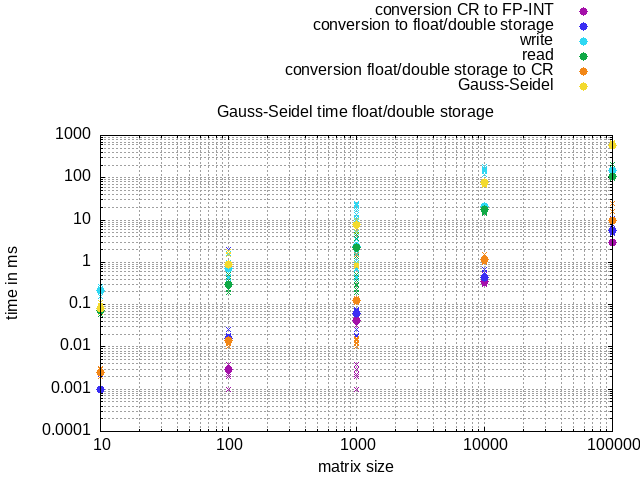 conversion CR to FP-INT
conversion to float/double storage
write
read
conversion float/double storage to CR
Gauss-Seidel
Gauss-Seidel time float/double storage
1000
100
10
1
0.1
0.01
0.001
0.0001
time in ms
10 100 1000 10000 100000
matrix size